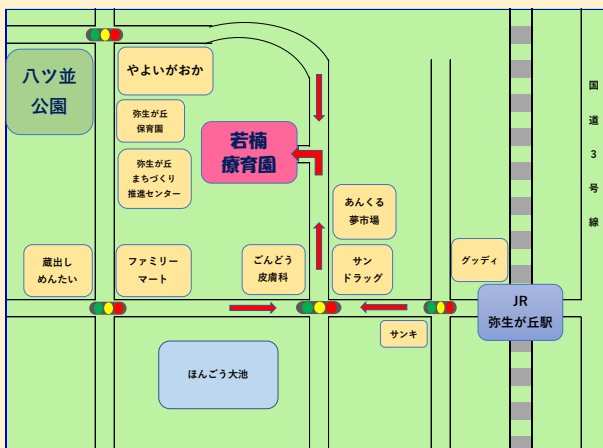 八ツ並
公園
やよいがおか
弥生が丘
保育園
弥生が丘
まちづくり
推進センター
若楠
療育園
国道3号線
あんくる
夢市場
蔵出し
めんたい
ファミリー
マート
ごんどう
皮膚科
サン
ドラッグ
グッディ
JR
弥生が丘駅
サンキ
ほんごう大池